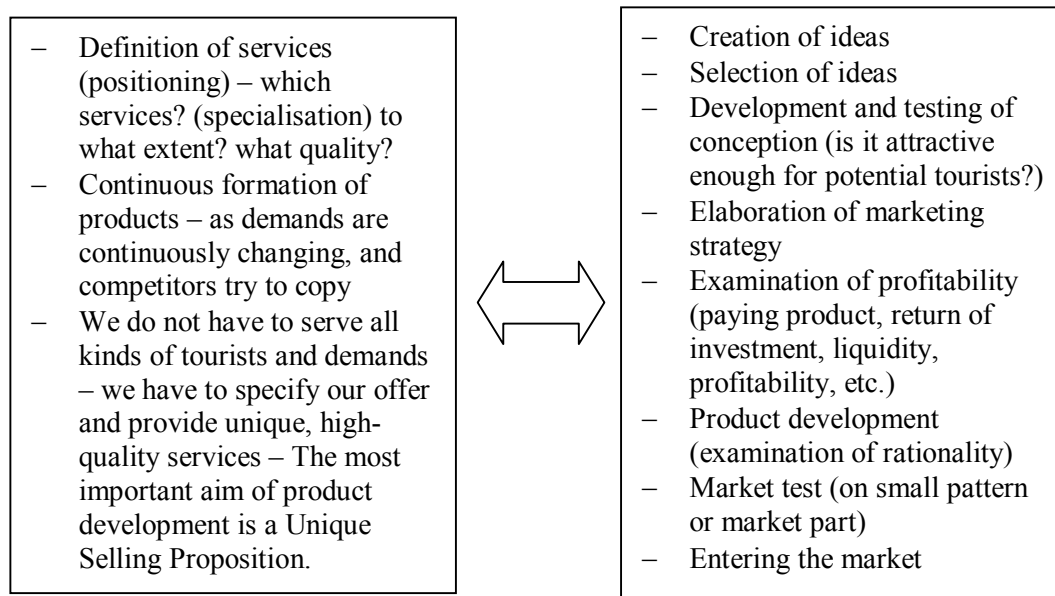 – Definition of services
(positioning) – which
services? (specialisation) to
what extent? what quality?
– Continuous formation of
products – as demands are
continuously changing, and
competitors try to copy
– We do not have to serve all
kinds of tourists and demands
– we have to specify our offer
and provide unique, high-
quality services – The most
important aim of product
development is a Unique
Selling Proposition.
– Creation of ideas
– Selection of ideas
– Development and testing of
conception (is it attractive
enough for potential tourists?)
– Elaboration of marketing
strategy
– Examination of profitability
(paying product, return of
investment, liquidity,
profitability, etc.)
– Product development
(examination of rationality)
– Market test (on small pattern
or market part)
– Entering the market